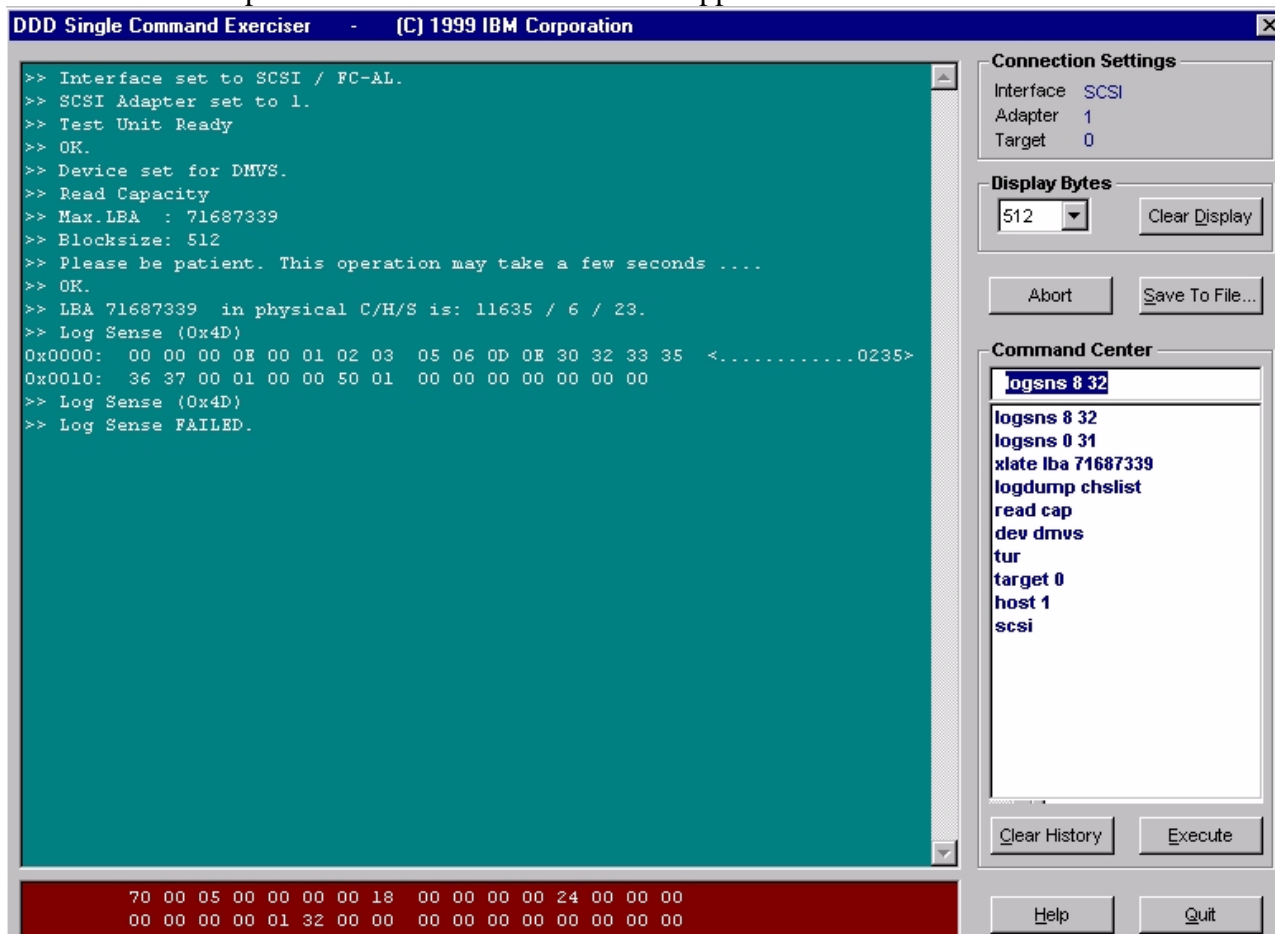 DDD Single Command Exerciser - (C) 1999 IBM Corporation
>> Interface set to SCSI / FC-AL.
>> SCSI Adapter set to 1.
>> Test Unit Ready
>> OK.
>> Device set for DMVS.
>> Read Capacity
>> Max.LBA : 71687339
>> Blocksize: 512
>> Please be patient. This operation may take a few seconds ....
>> OK.
>> LBA 71687339 in physical C/H/S is: 11635 / 6 / 23.
>> Log Sense (0x4D)
0x0000: 00 00 00 0E 00 01 02 03 05 06 0D 0E 30 32 33 35 <............0235>
0x0010: 36 37 00 01 00 00 50 01 00 00 00 00 00 00 00
>> Log Sense (0x4D)
>> Log Sense FAILED.
70 00 05 00 00 00 00 18 00 00 00 00 24 00 00 00
00 00 00 00 01 32 00 00 00 00 00 00 00 00 00 00
Connection Settings
Interface SCSI
Adapter 1
Target 0
Display Bytes
512 Clear Display
Abort Save To File...
Command Center
logsns 8 32
logsns 8 32
logsns 0 31
xlate lba 71687339
logdump chslist
read cap
dev dmvs
tur
target 0
host 1
scsi
Clear History Execute
Help Quit